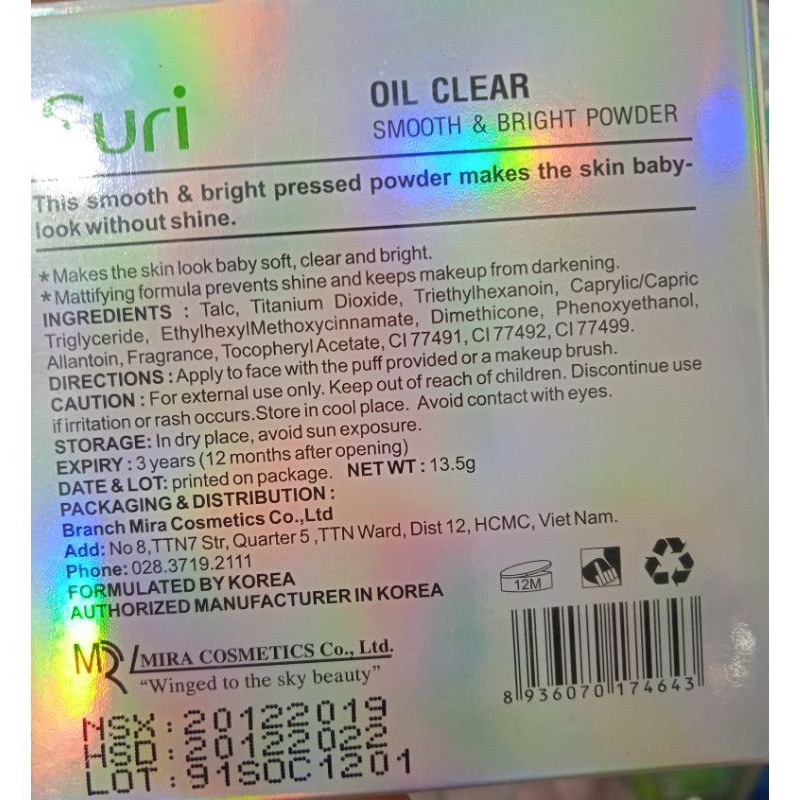 Suri
OIL CLEAR
SMOOTH & BRIGHT POWDER
This smooth & bright pressed powder makes the skin baby-
look without shine.
* Makes the skin look baby soft, clear and bright.
* Mattifying formula prevents shine and keeps makeup from darkening.
INGREDIENTS : Talc, Titanium Dioxide, Triethylhexanoin, Caprylic/Capric
Triglyceride, EthylhexylMethoxycinnamate, Dimethicone, Phenoxyethanol,
Allantoin, Fragrance, Tocopheryl Acetate, CI 77491, CI 77492, CI 77499.
DIRECTIONS : Apply to face with the puff provided or a makeup brush.
CAUTION : For external use only. Keep out of reach of children. Discontinue use
if irritation or rash occurs.Store in cool place. Avoid contact with eyes.
STORAGE: In dry place, avoid sun exposure.
EXPIRY : 3 years (12 months after opening)
DATE & LOT: printed on package. NET WT : 13.5g
PACKAGING & DISTRIBUTION :
Branch Mira Cosmetics Co.,Ltd
Add: No 8,TTN7 Str, Quarter 5 ,TTN Ward, Dist 12, HCMC, Viet Nam.
Phone: 028.3719.2111
FORMULATED BY KOREA
AUTHORIZED MANUFACTURER IN KOREA
12M
MR MIRA COSMETICS Co., Ltd.
"Winged to the sky beauty"
8 936070 174643
NSX: 20122019
HSD: 20122022
LOT : 91SOC1201